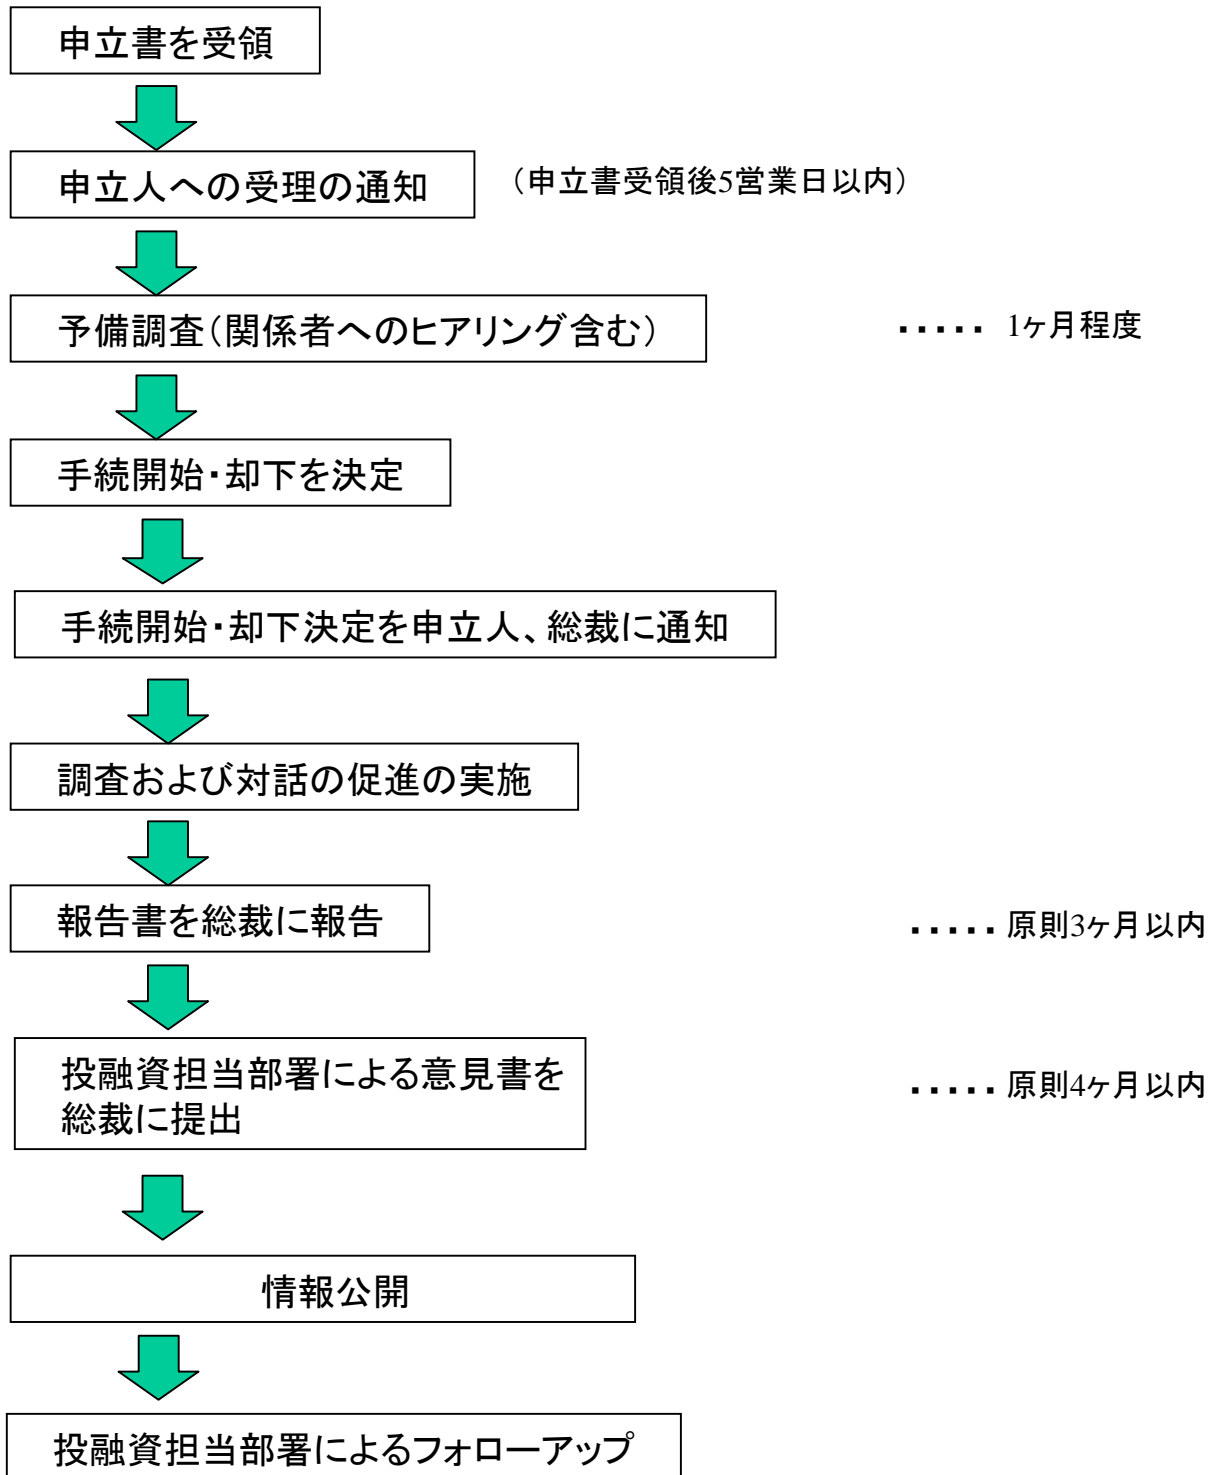 申立書を受領
申立人への受理の通知
（申立書受領後5営業日以内）
予備調査（関係者へのヒアリング含む）
・・・・・ 1ヶ月程度
手続開始・却下を決定
手続開始・却下決定を申立人、総裁に通知
調査および対話の促進の実施
報告書を総裁に報告
・・・・・ 原則3ヶ月以内
投融資担当部署による意見書を
総裁に提出
・・・・・ 原則4ヶ月以内
情報公開
投融資担当部署によるフォローアップ